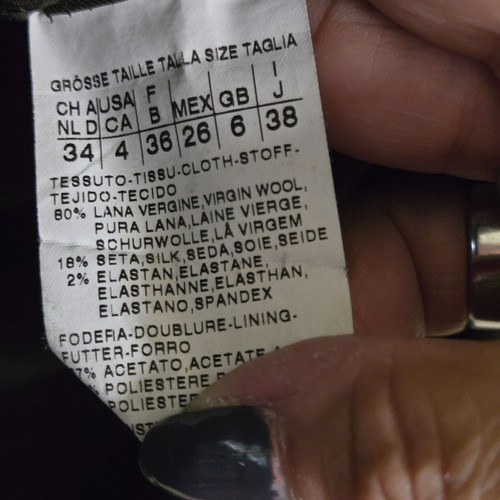 GRÖSSE TAILLE TALLA SIZE TAGLIA
CH A USA F MEX GB I
NL D CA B J
34 4 36 26 6 38
TESSUTO-TISSU-CLOTH-STOFF-
TEJIDO-TECIDO
80% LANA VERGINE,VIRGIN WOOL,
PURA LANA,LAINE VIERGE,
SCHURWOLLE,LÀ VIRGEM
18% SETA,SILK,SEDA,SOIE,SEIDE
2% ELASTAN,ELASTANE,
ELASTHANNE,ELASTHAN,
ELASTANO,SPANDEX
FODERA-DOUBLURE-LINING-
FUTTER-FORRO
ACETATO,ACETATE
POLIESTERE
POLIESTER